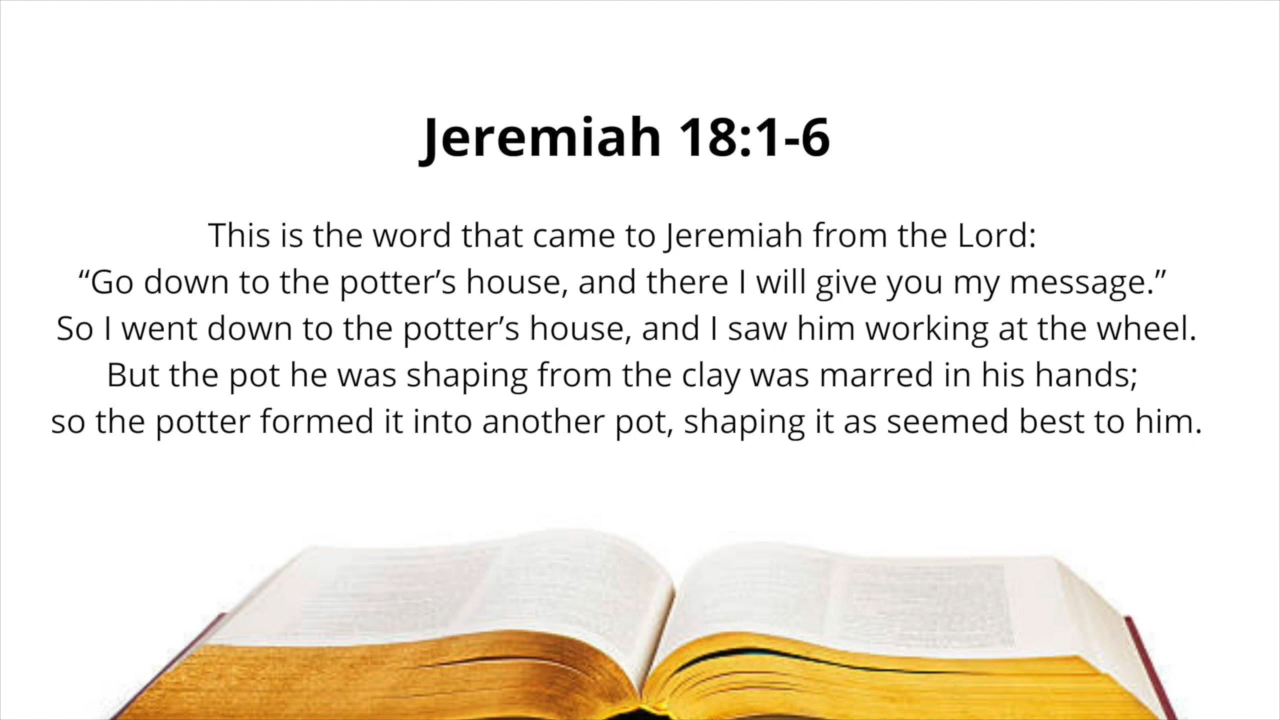 Jeremiah 18:1-6
This is the word that came to Jeremiah from the Lord:
“Go down to the potter’s house, and there I will give you my message.”
So I went down to the potter’s house, and I saw him working at the wheel.
But the pot he was shaping from the clay was marred in his hands;
so the potter formed it into another pot, shaping it as seemed best to him.